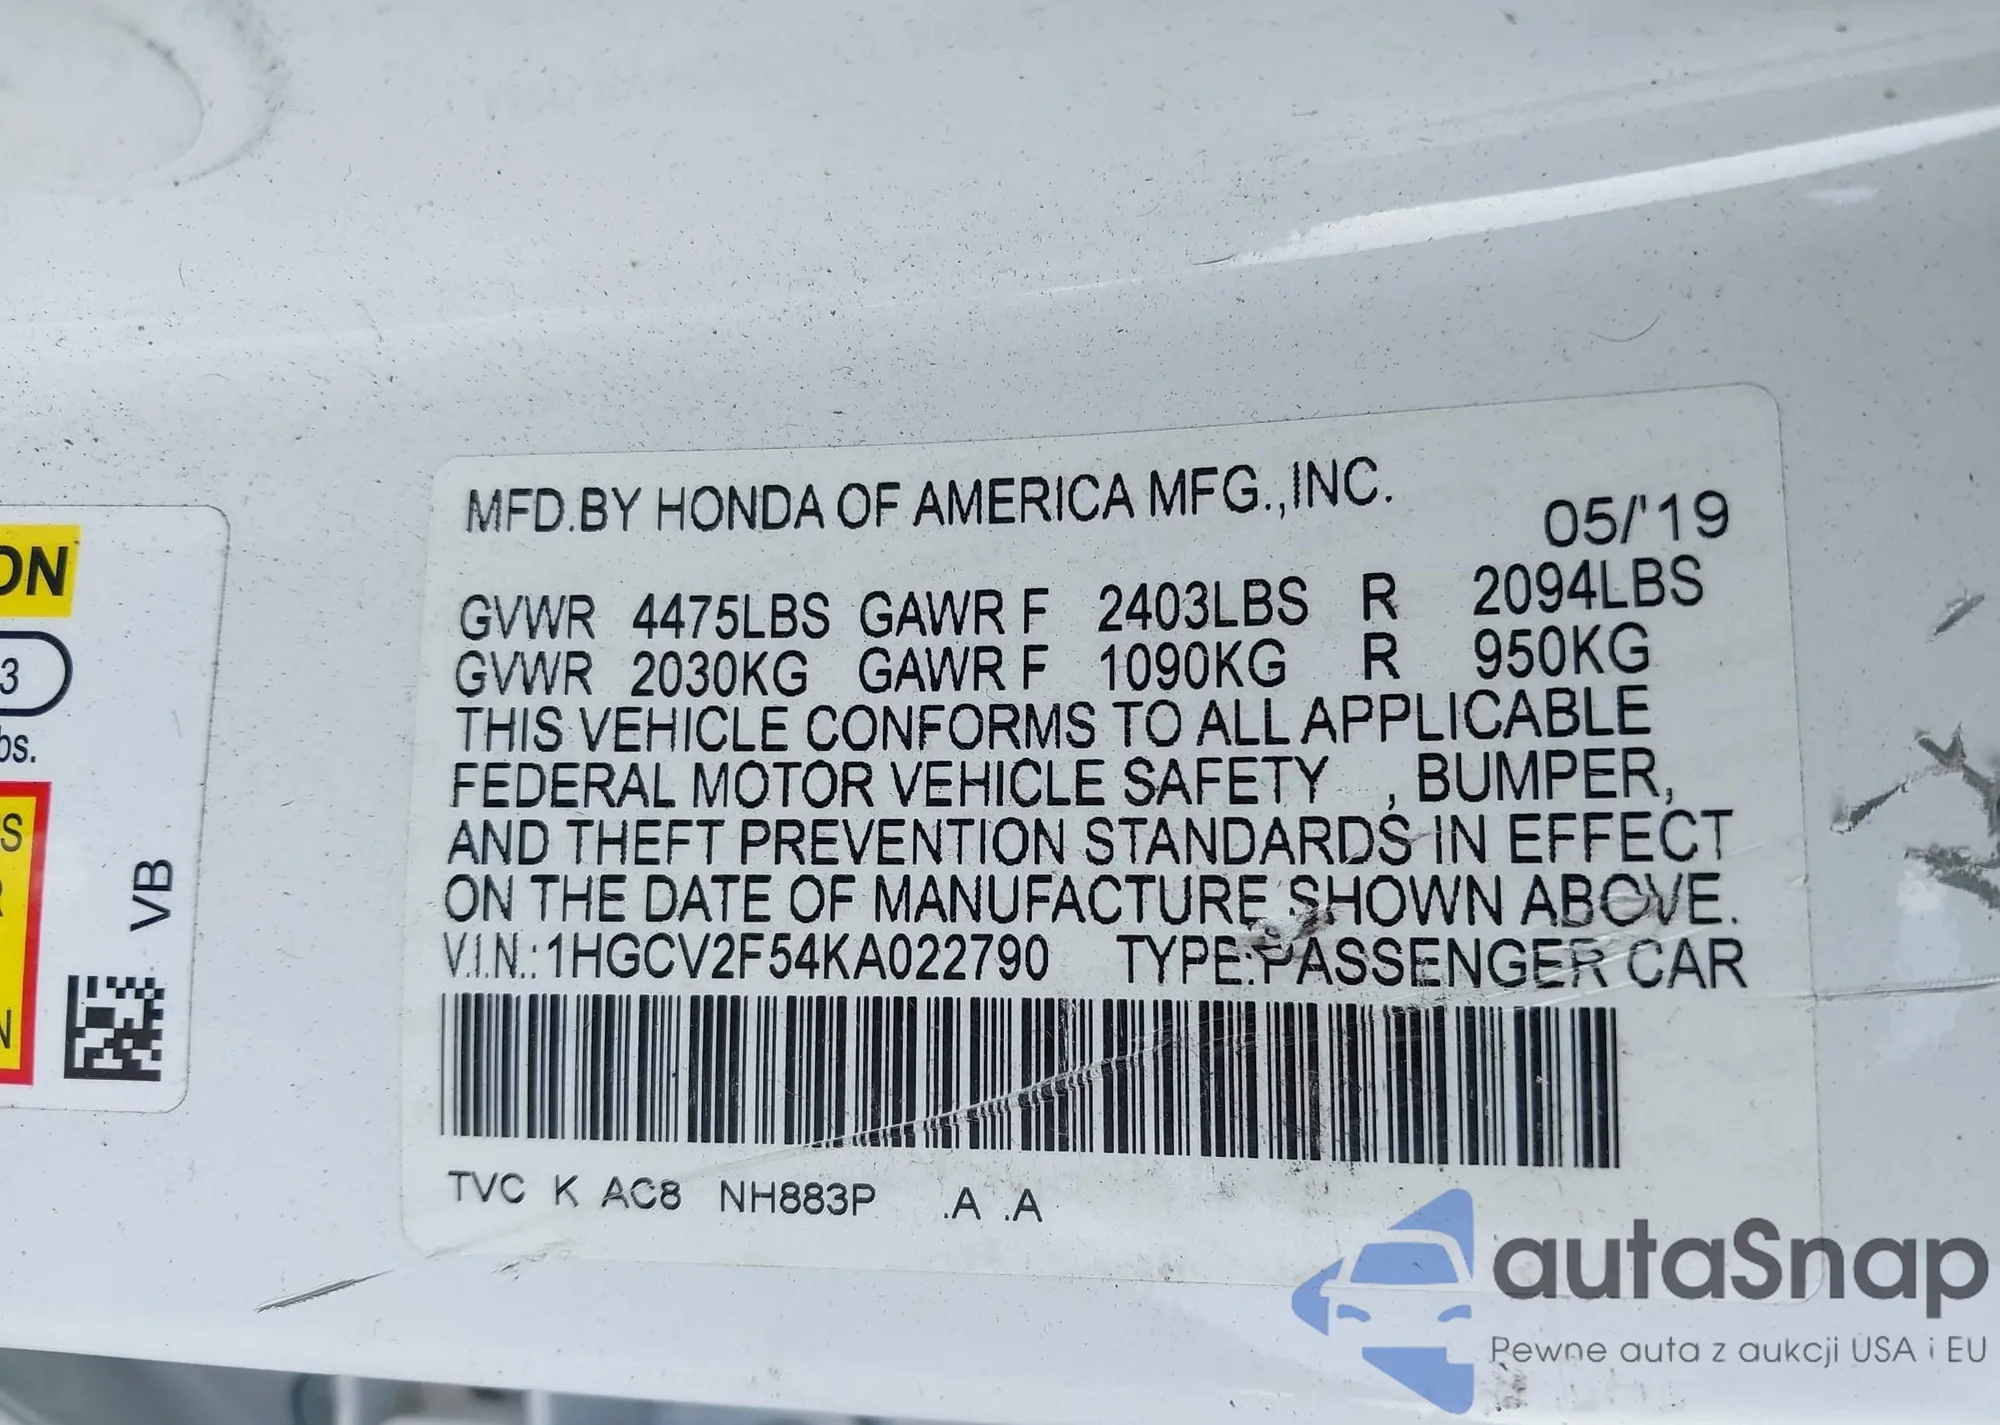 MFD.BY HONDA OF AMERICA MFG.,INC. 05/'19
GVWR 4475LBS GAWR F 2403LBS R 2094LBS
GVWR 2030KG GAWR F 1090KG R 950KG
THIS VEHICLE CONFORMS TO ALL APPLICABLE
FEDERAL MOTOR VEHICLE SAFETY , BUMPER,
AND THEFT PREVENTION STANDARDS IN EFFECT
ON THE DATE OF MANUFACTURE SHOWN ABOVE.
V.I.N.: 1HGCV2F54KA022790 TYPE:PASSENGER CAR
TVC K AC8 NH883P .A .A
ON
3
bs.
S
R
N
VB
autaSnap
Pewne auta z aukcji USA i EU